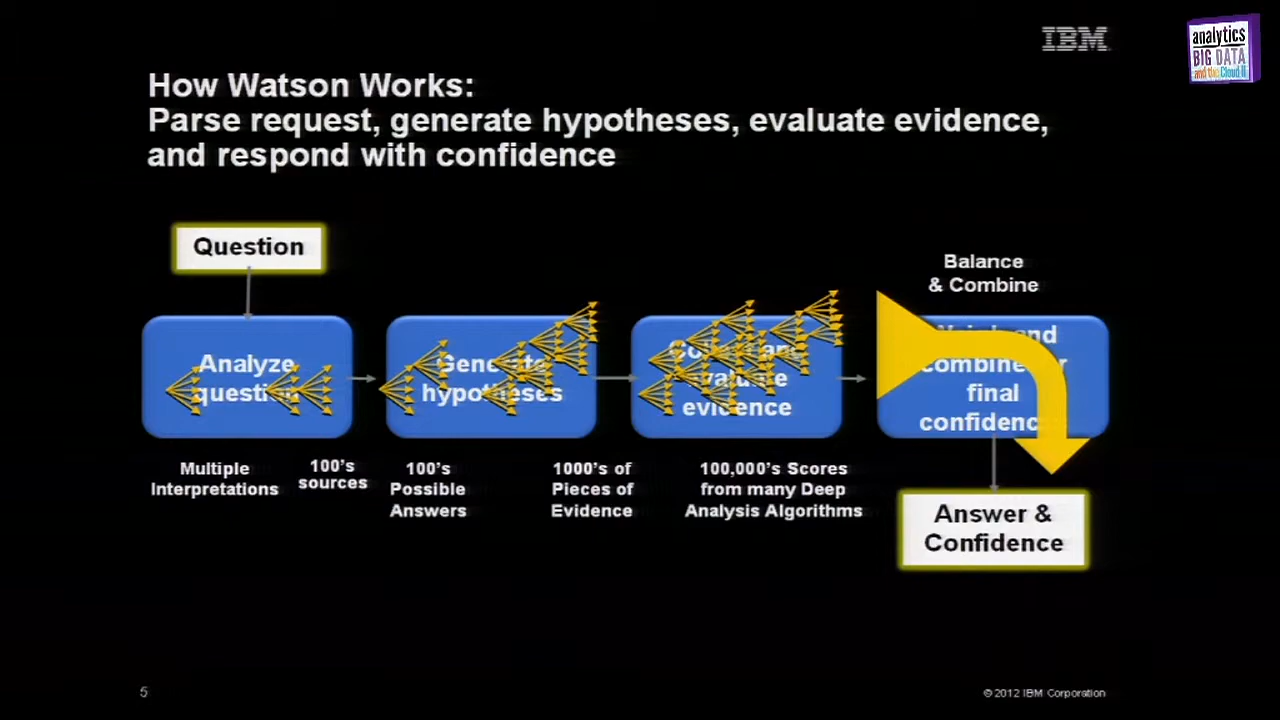 IBM
analytics
BIG DATA
and the Cloud II
How Watson Works:
Parse request, generate hypotheses, evaluate evidence,
and respond with confidence
Question
Balance
& Combine
Analyze
question
Generate
hypotheses
evaluate
evidence
and
combine
final
confidence
Multiple
Interpretations
100's
sources
100's
Possible
Answers
1000's of
Pieces of
Evidence
100,000's Scores
from many Deep
Analysis Algorithms
Answer &
Confidence
5
© 2012 IBM Corporation